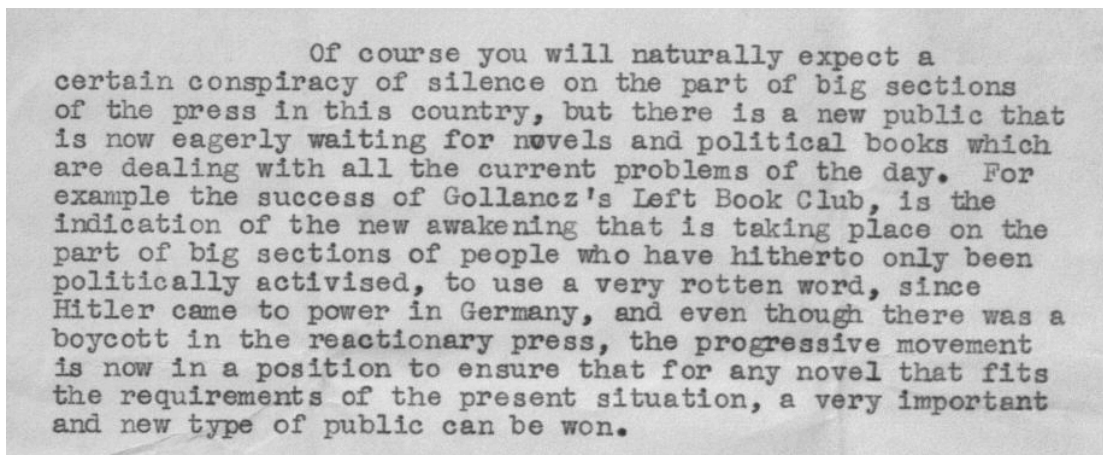 Of course you will naturally expect a
certain conspiracy of silence on the part of big sections
of the press in this country, but there is a new public that
is now eagerly waiting for novels and political books which
are dealing with all the current problems of the day. For
example the success of Gollancz's Left Book Club, is the
indication of the new awakening that is taking place on the
part of big sections of people who have hitherto only been
politically activised, to use a very rotten word, since
Hitler came to power in Germany, and even though there was a
boycott in the reactionary press, the progressive movement
is now in a position to ensure that for any novel that fits
the requirements of the present situation, a very important
and new type of public can be won.